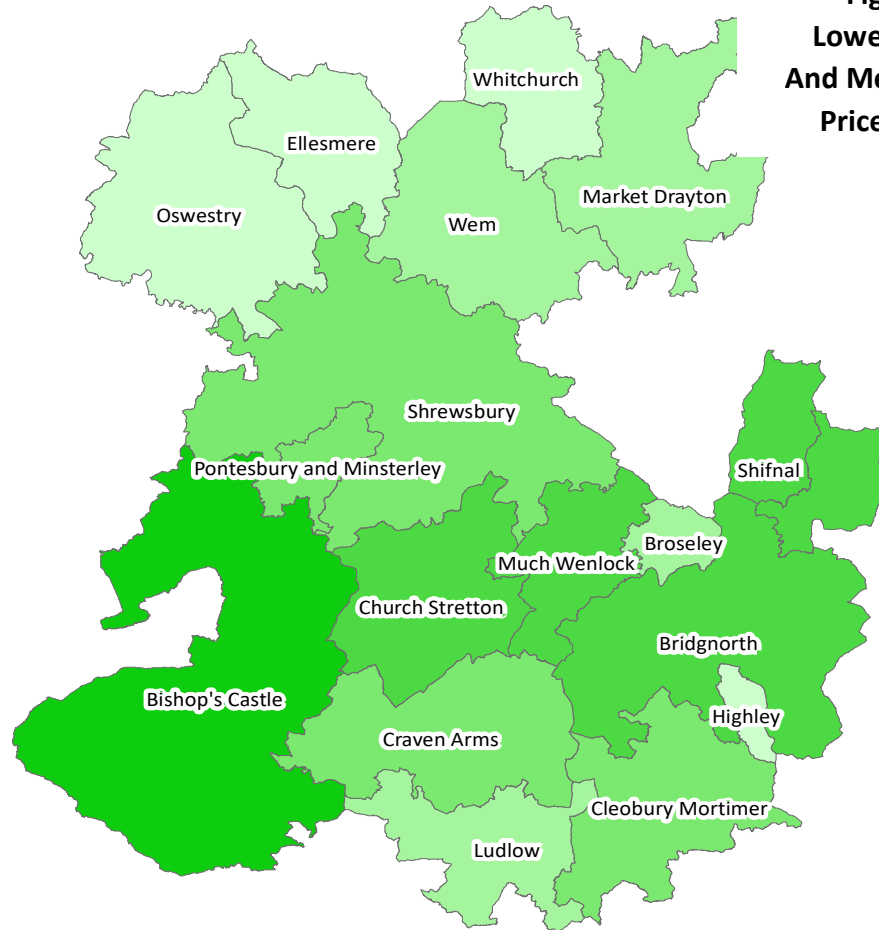 Lowe
And Me
Price
Whitchurch
Ellesmere
Market Drayton
Oswestry
Wem
Shrewsbury
Pontesbury and Minsterley
Shifnal
Broseley
Much Wenlock
Church Stretton
Bridgnorth
Bishop's Castle
Highley
Craven Arms
Cleobury Mortimer
Ludlow